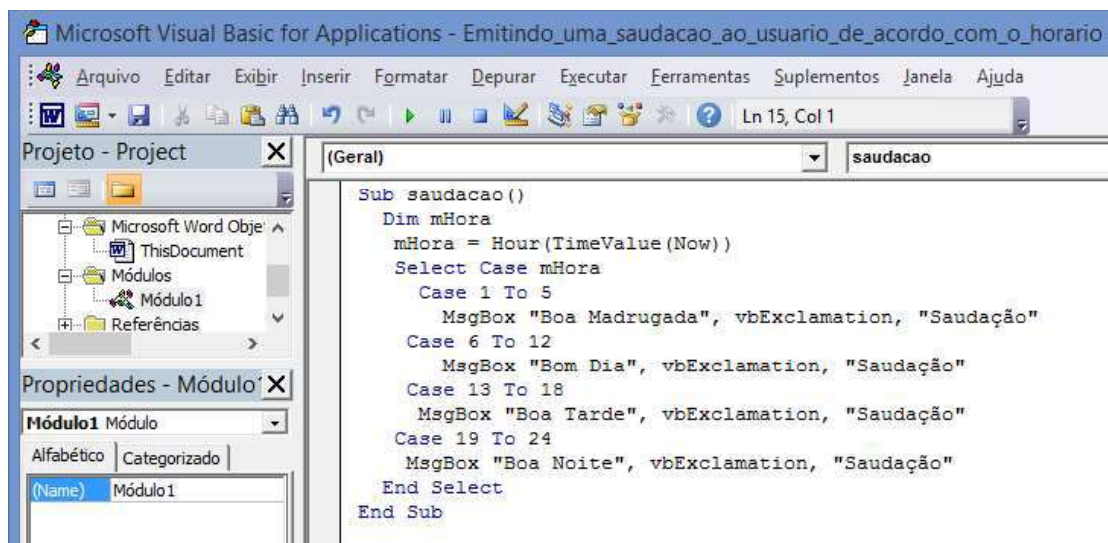 Microsoft Visual Basic for Applications - Emitindo_uma_saudacao_ao_usuario_de_acordo_com_o_horario
Arquivo Editar Exibir Inserir Formatar Depurar Executar Ferramentas Suplementos Janela Ajuda
Ln 15, Col 1
Projeto - Project
Microsoft Word Obje
ThisDocument
Módulos
Módulo1
Referências
Propriedades - Módulo1
Módulo1 Módulo
Alfabético Categorizado
(Name) Módulo1
(Geral) saudacao
Sub saudacao()
Dim mHora
mHora = Hour(TimeValue(Now))
Select Case mHora
Case 1 To 5
MsgBox "Boa Madrugada", vbExclamation, "Saudação"
Case 6 To 12
MsgBox "Bom Dia", vbExclamation, "Saudação"
Case 13 To 18
MsgBox "Boa Tarde", vbExclamation, "Saudação"
Case 19 To 24
MsgBox "Boa Noite", vbExclamation, "Saudação"
End Select
End Sub